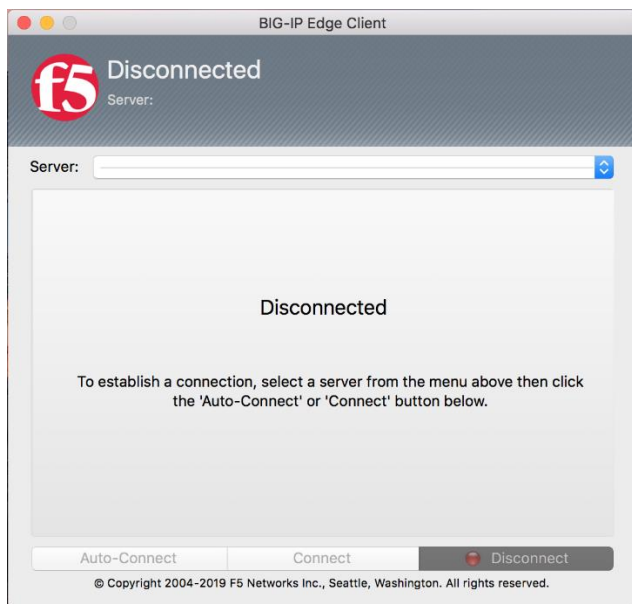 BIG-IP Edge Client
f5
Disconnected
Server:
Server:
Disconnected
To establish a connection, select a server from the menu above then click
the 'Auto-Connect' or 'Connect' button below.
Auto-Connect Connect Disconnect
© Copyright 2004-2019 F5 Networks Inc., Seattle, Washington. All rights reserved.